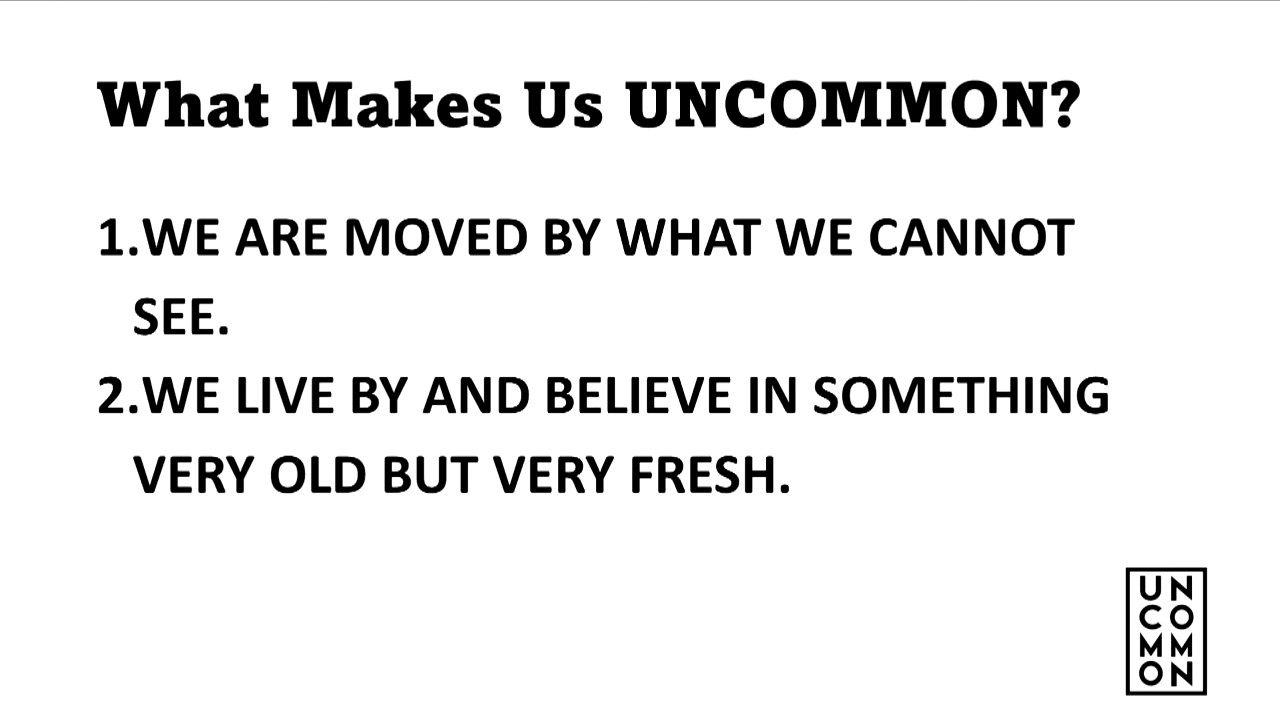 What Makes Us UNCOMMON?
1.WE ARE MOVED BY WHAT WE CANNOT
SEE.
2.WE LIVE BY AND BELIEVE IN SOMETHING
VERY OLD BUT VERY FRESH.
UN
CO
MM
ON